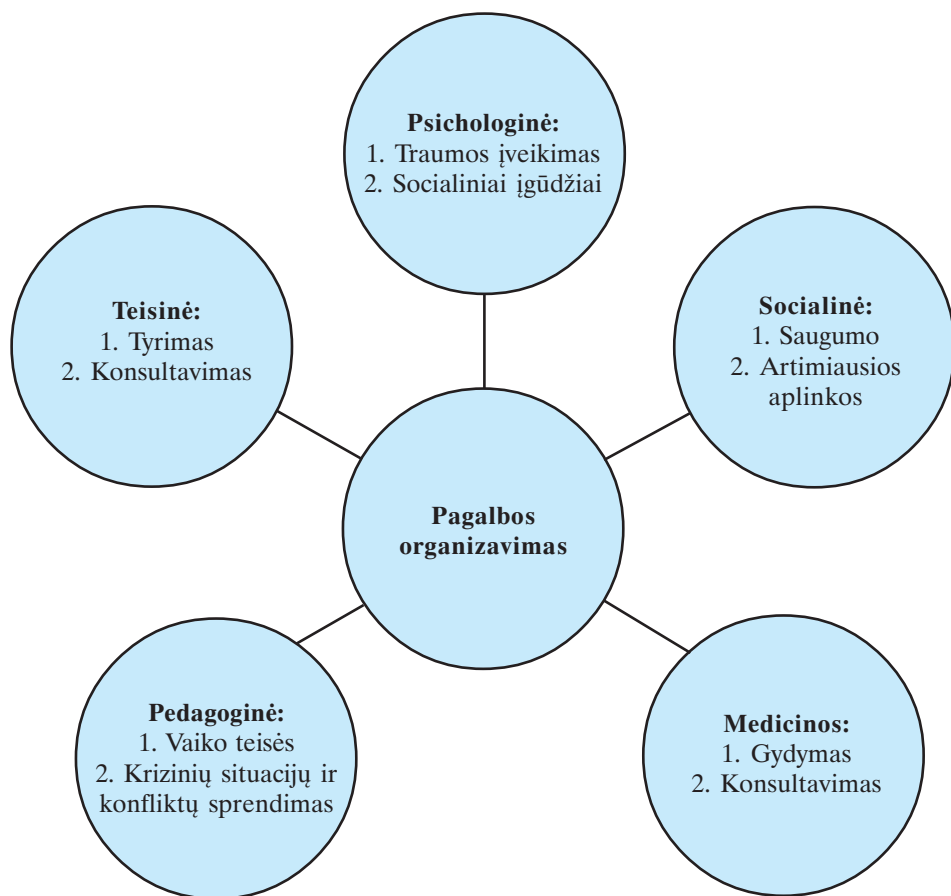 Psichologinė:
1. Traumos įveikimas
2. Socialiniai įgūdžiai
Teisinė:
1. Tyrimas
2. Konsultavimas
Socialinė:
1. Saugumo
2. Artimiausios
aplinkos
Pagalbos
organizavimas
Pedagoginė:
1. Vaiko teisės
2. Krizinių situacijų ir
konfliktų sprendimas
Medicinos:
1. Gydymas
2. Konsultavimas